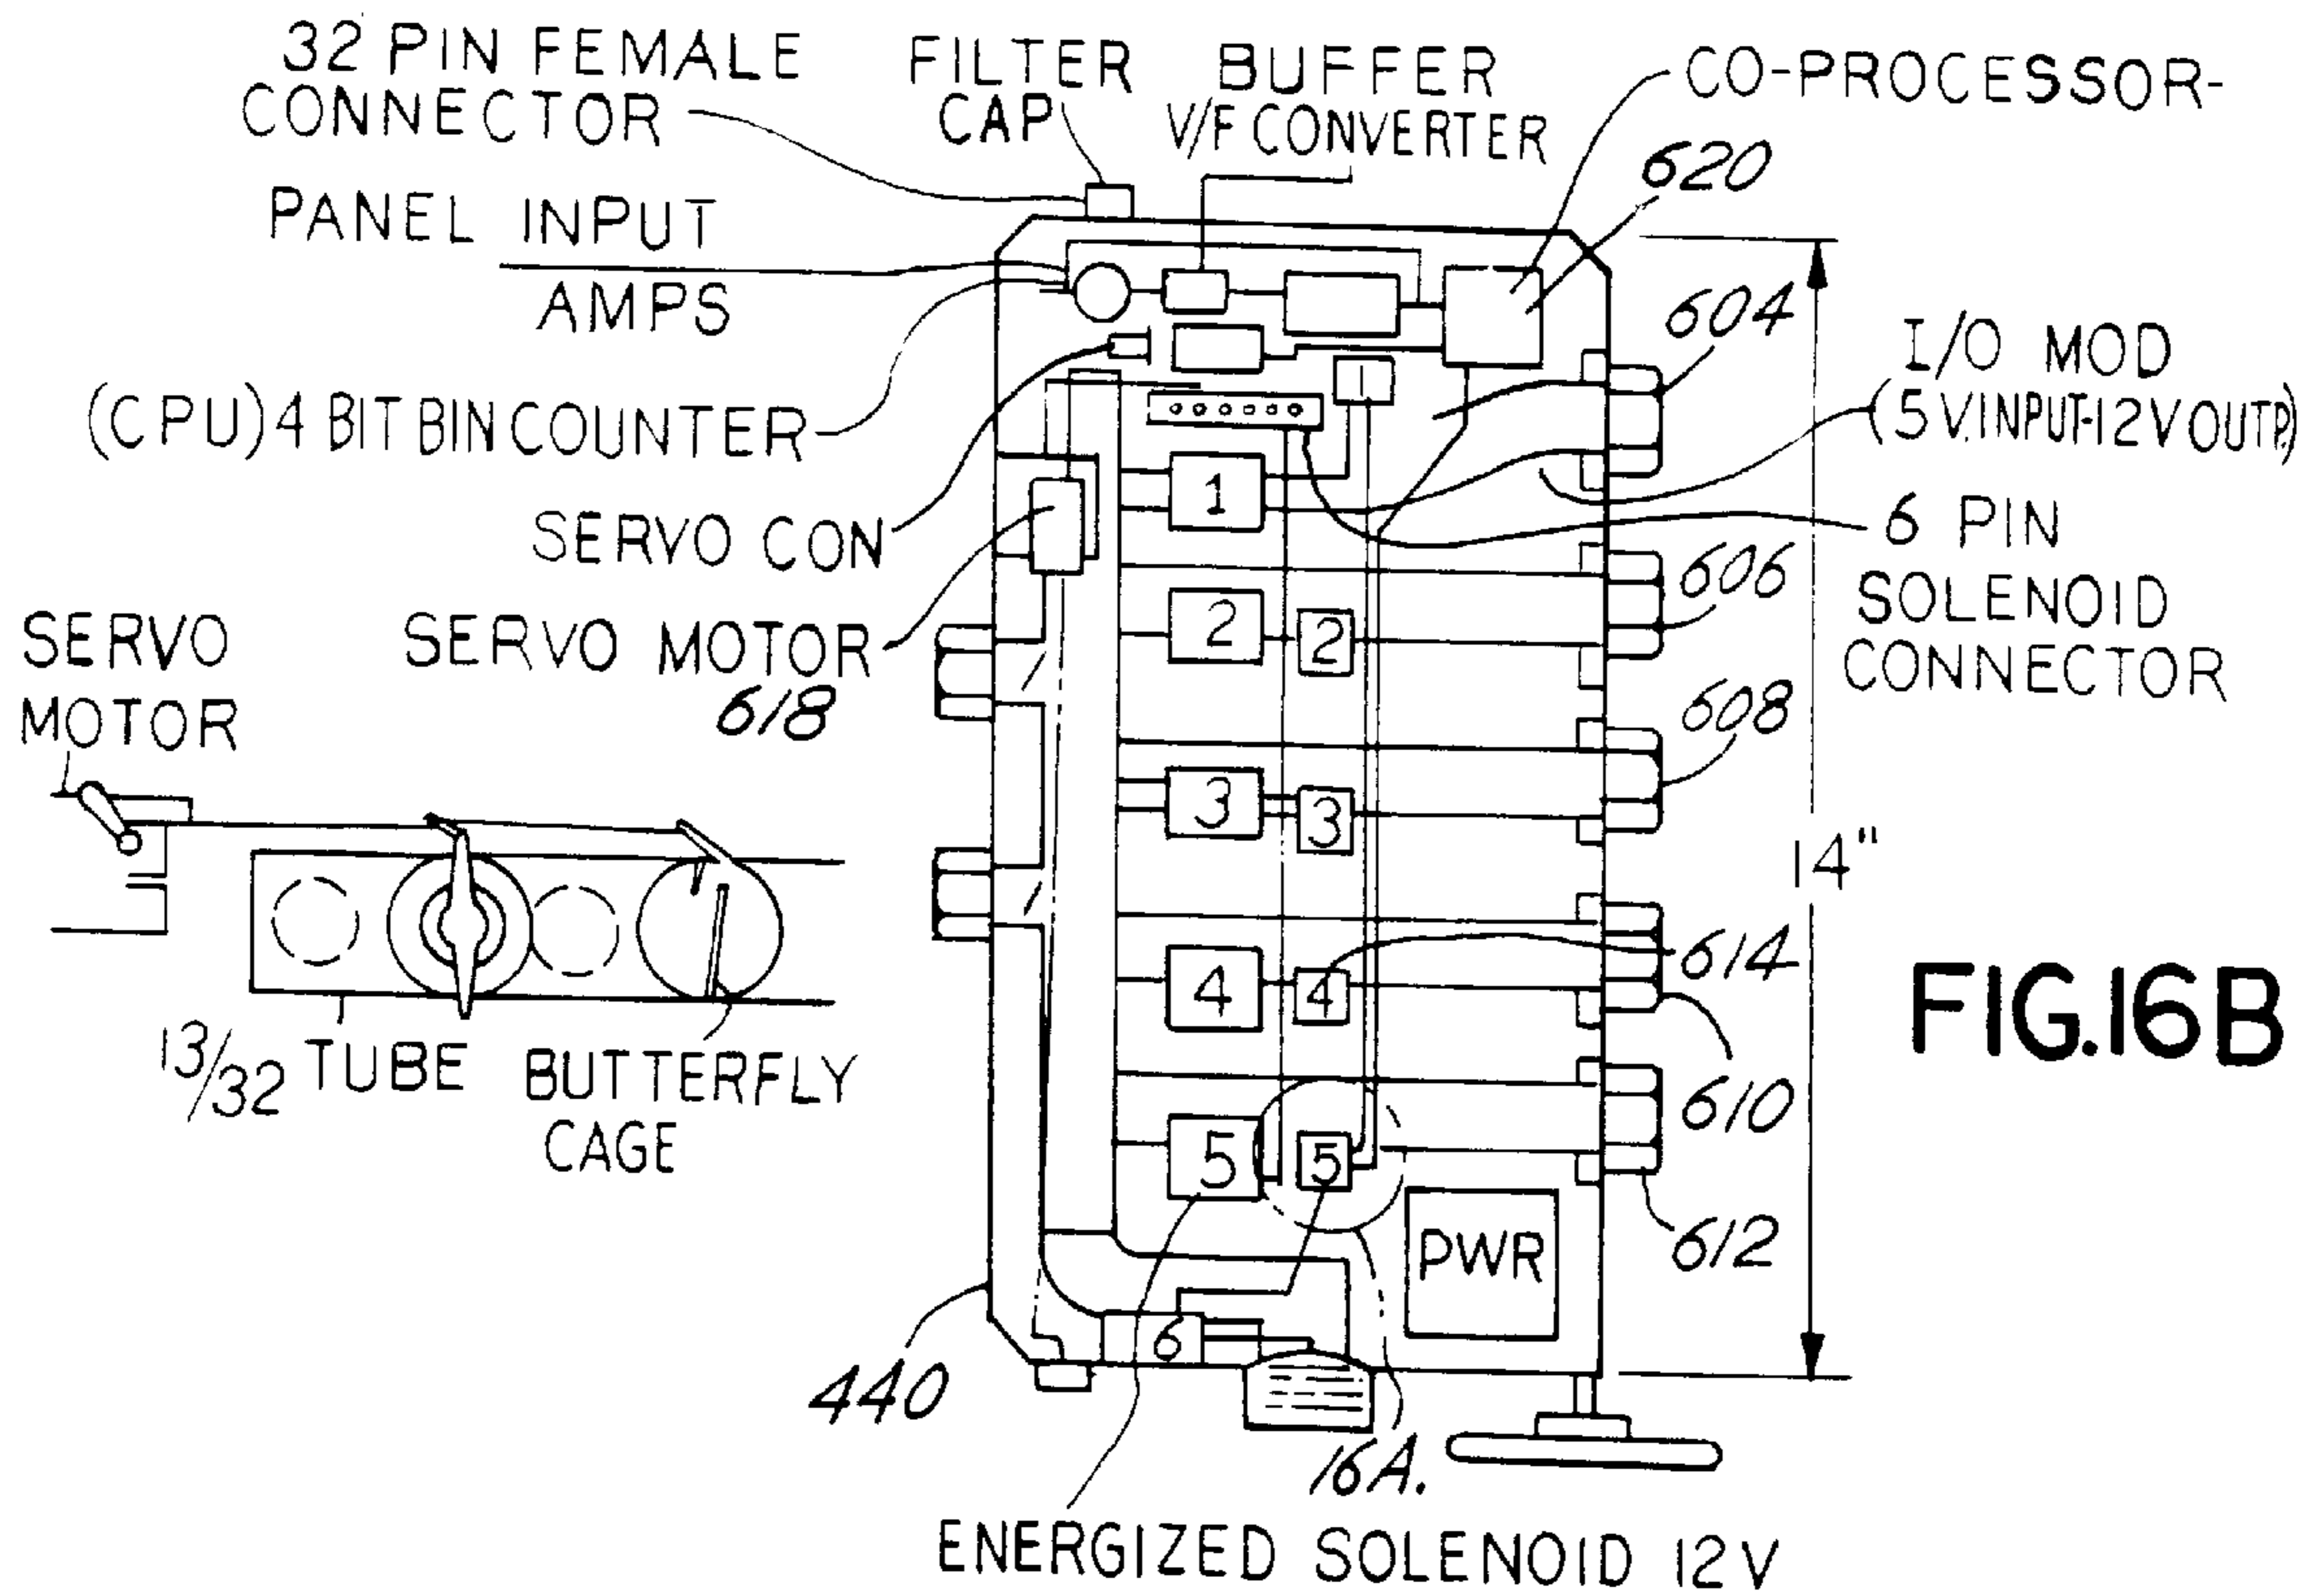 32 PIN FEMALE
CONNECTOR
FILTER
CAP
BUFFER
V/F CONVERTER
CO-PROCESSOR-
620
PANEL INPUT
AMPS
604
I/O MOD
(5 V.INPUT-12V OUTP.)
(CPU) 4 BIT BIN COUNTER
1
1
SERVO CON
6 PIN
SOLENOID
CONNECTOR
606
2
2
SERVO
MOTOR
SERVO MOTOR
618
608
3
3
14"
614
4
4
FIG.16B
13/32 TUBE
BUTTERFLY
CAGE
610
5
5
612
PWR
6
440
16A.
ENERGIZED SOLENOID 12V